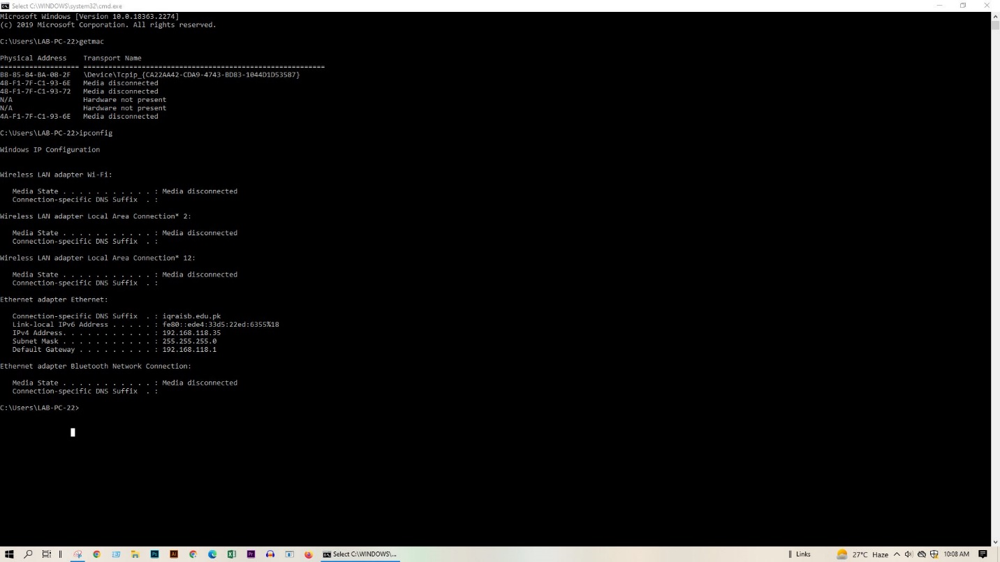 Select C:\WINDOWS\system32\cmd.exe
Microsoft Windows [Version 10.0.18363.2274]
(c) 2019 Microsoft Corporation. All rights reserved.
C:\Users\LAB-PC-22>getmac
Physical Address    Transport Name
=================== ==========================================================
B8-85-84-BA-08-2F   \Device\Tcpip_{CA22AA42-CDA9-4743-BD83-1044D1D53587}
48-F1-7F-C1-93-6E   Media disconnected
48-F1-7F-C1-93-72   Media disconnected
N/A                 Hardware not present
N/A                 Hardware not present
4A-F1-7F-C1-93-6E   Media disconnected
C:\Users\LAB-PC-22>ipconfig
Windows IP Configuration
Wireless LAN adapter Wi-Fi:
   Media State . . . . . . . . . . . : Media disconnected
   Connection-specific DNS Suffix  . :
Wireless LAN adapter Local Area Connection* 2:
   Media State . . . . . . . . . . . : Media disconnected
   Connection-specific DNS Suffix  . :
Wireless LAN adapter Local Area Connection* 12:
   Media State . . . . . . . . . . . : Media disconnected
   Connection-specific DNS Suffix  . :
Ethernet adapter Ethernet:
   Connection-specific DNS Suffix  . : iqraisb.edu.pk
   Link-local IPv6 Address . . . . . : fe80::ede4:33d5:22ed:6355%18
   IPv4 Address. . . . . . . . . . . : 192.168.118.35
   Subnet Mask . . . . . . . . . . . : 255.255.255.0
   Default Gateway . . . . . . . . . : 192.168.118.1
Ethernet adapter Bluetooth Network Connection:
   Media State . . . . . . . . . . . : Media disconnected
   Connection-specific DNS Suffix  . :
C:\Users\LAB-PC-22>
Ps Ai Pr Select C:\WINDOWS\... Links 27°C Haze 10:08 AM